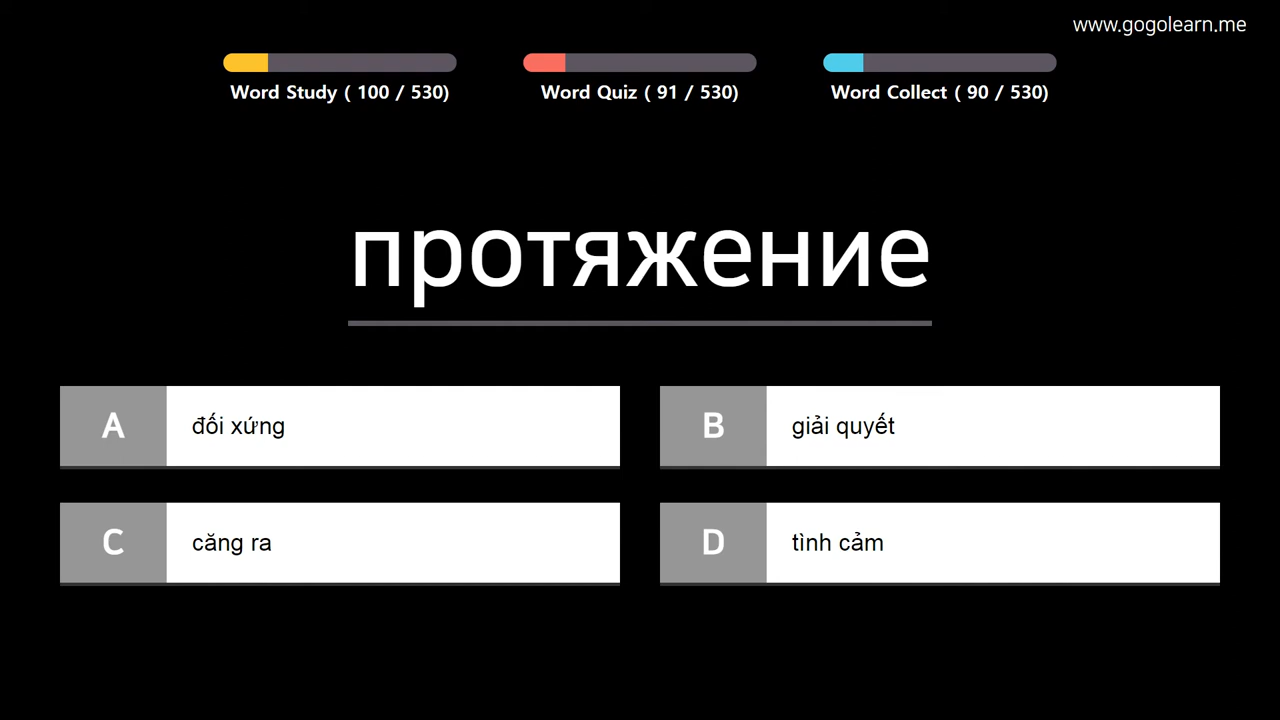 www.gogolearn.me
Word Study ( 100 / 530)
Word Quiz ( 91 / 530)
Word Collect ( 90 / 530)
протяжение
A đối xứng
B giải quyết
C căng ra
D tình cảm